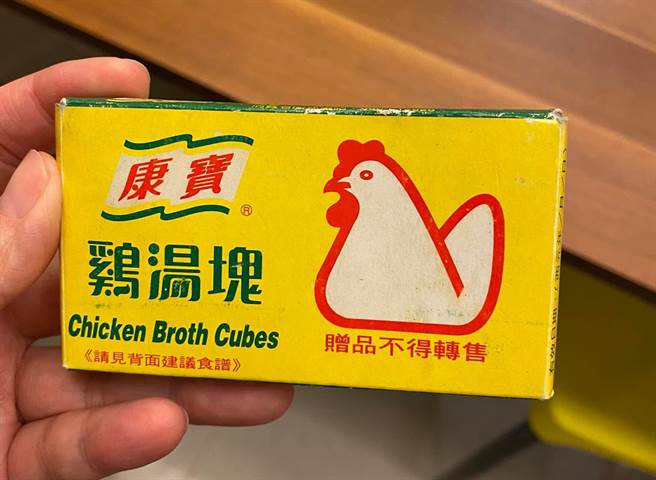 康寶
®
鷄湯塊
Chicken Broth Cubes
《請見背面建議食譜》
贈品不得轉售